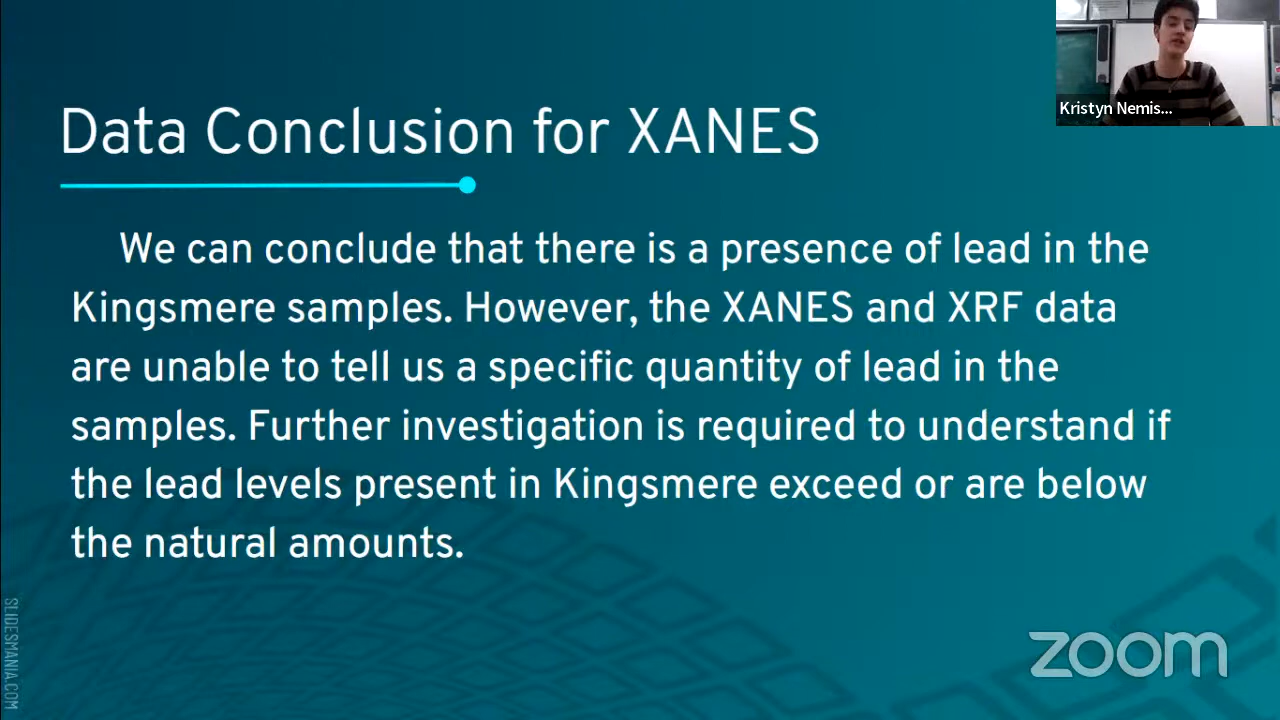 Data Conclusion for XANES
Kristyn Nemis...
We can conclude that there is a presence of lead in the
Kingsmere samples. However, the XANES and XRF data
are unable to tell us a specific quantity of lead in the
samples. Further investigation is required to understand if
the lead levels present in Kingsmere exceed or are below
the natural amounts.
SLIDESMANIA.COM
zoom